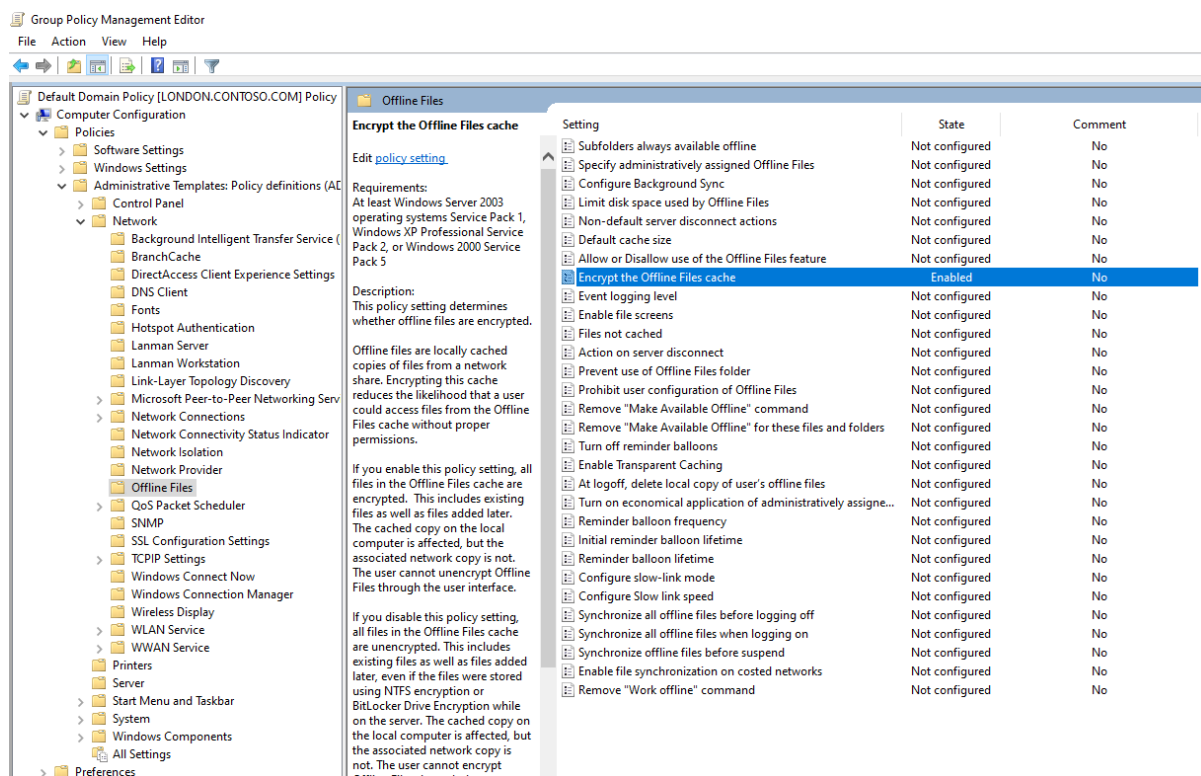 Group Policy Management Editor
File Action View Help
Default Domain Policy [LONDON.CONTOSO.COM] Policy
Computer Configuration
Policies
Software Settings
Windows Settings
Administrative Templates: Policy definitions (AD
Control Panel
Network
Background Intelligent Transfer Service (
BranchCache
DirectAccess Client Experience Settings
DNS Client
Fonts
Hotspot Authentication
Lanman Server
Lanman Workstation
Link-Layer Topology Discovery
Microsoft Peer-to-Peer Networking Serv
Network Connections
Network Connectivity Status Indicator
Network Isolation
Network Provider
Offline Files
QoS Packet Scheduler
SNMP
SSL Configuration Settings
TCPIP Settings
Windows Connect Now
Windows Connection Manager
Wireless Display
WLAN Service
WWAN Service
Printers
Server
Start Menu and Taskbar
System
Windows Components
All Settings
Preferences
Offline Files
Encrypt the Offline Files cache
Edit policy setting
Requirements:
At least Windows Server 2003
operating systems Service Pack 1,
Windows XP Professional Service
Pack 2, or Windows 2000 Service
Pack 5
Description:
This policy setting determines
whether offline files are encrypted.
Offline files are locally cached
copies of files from a network
share. Encrypting this cache
reduces the likelihood that a user
could access files from the Offline
Files cache without proper
permissions.
If you enable this policy setting, all
files in the Offline Files cache are
encrypted. This includes existing
files as well as files added later.
The cached copy on the local
computer is affected, but the
associated network copy is not.
The user cannot unencrypt Offline
Files through the user interface.
If you disable this policy setting,
all files in the Offline Files cache
are unencrypted. This includes
existing files as well as files added
later, even if the files were stored
using NTFS encryption or
BitLocker Drive Encryption while
on the server. The cached copy on
the local computer is affected, but
the associated network copy is
not. The user cannot encrypt
Setting State Comment
Subfolders always available offline Not configured No
Specify administratively assigned Offline Files Not configured No
Configure Background Sync Not configured No
Limit disk space used by Offline Files Not configured No
Non-default server disconnect actions Not configured No
Default cache size Not configured No
Allow or Disallow use of the Offline Files feature Not configured No
Encrypt the Offline Files cache Enabled No
Event logging level Not configured No
Enable file screens Not configured No
Files not cached Not configured No
Action on server disconnect Not configured No
Prevent use of Offline Files folder Not configured No
Prohibit user configuration of Offline Files Not configured No
Remove "Make Available Offline" command Not configured No
Remove "Make Available Offline" for these files and folders Not configured No
Turn off reminder balloons Not configured No
Enable Transparent Caching Not configured No
At logoff, delete local copy of user's offline files Not configured No
Turn on economical application of administratively assigne... Not configured No
Reminder balloon frequency Not configured No
Initial reminder balloon lifetime Not configured No
Reminder balloon lifetime Not configured No
Configure slow-link mode Not configured No
Configure Slow link speed Not configured No
Synchronize all offline files before logging off Not configured No
Synchronize all offline files when logging on Not configured No
Synchronize offline files before suspend Not configured No
Enable file synchronization on costed networks Not configured No
Remove "Work offline" command Not configured No